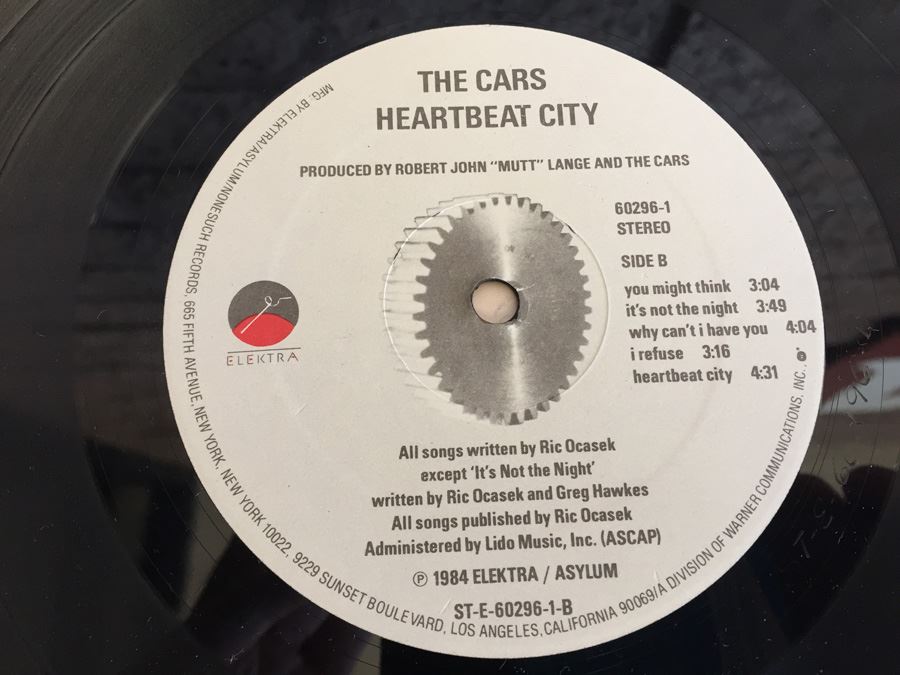 THE CARS
HEARTBEAT CITY
PRODUCED BY ROBERT JOHN "MUTT" LANGE AND THE CARS
60296-1
STEREO
SIDE B
you might think 3:04
it's not the night 3:49
why can't i have you 4:04
i refuse 3:16
heartbeat city 4:31
ELEKTRA
All songs written by Ric Ocasek
except 'It's Not the Night'
written by Ric Ocasek and Greg Hawkes
All songs published by Ric Ocasek
Administered by Lido Music, Inc. (ASCAP)
℗ 1984 ELEKTRA / ASYLUM
ST-E-60296-1-B
MFG. BY ELEKTRA/ASYLUM/NONESUCH RECORDS, 665 FIFTH AVENUE, NEW YORK, NEW YORK 10022, 9229 SUNSET BOULEVARD, LOS ANGELES, CALIFORNIA 90069/A DIVISION OF WARNER COMMUNICATIONS, INC.